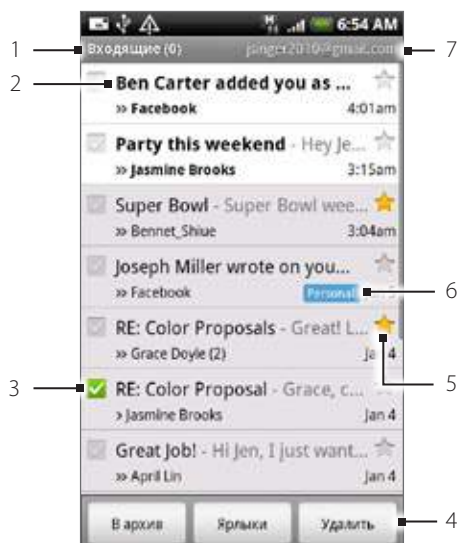 6:54 AM
1 Входящие (0) jsinger2010@gmail.com 7
2 Ben Carter added you as ...
» Facebook 4:01am
Party this weekend - Hey Je...
» Jasmine Brooks 3:15am
Super Bowl - Super Bowl wee...
» Bennet_Shiue 3:04am
Joseph Miller wrote on you...
» Facebook Personal 6
RE: Color Proposals - Great! L...
» Grace Doyle (2) 4 5
3 RE: Color Proposal - Grace, c...
› Jasmine Brooks Jan 4
Great Job! - Hi Jen, I just want...
» April Lin Jan 4
В архив Ярлыки Удалить 4